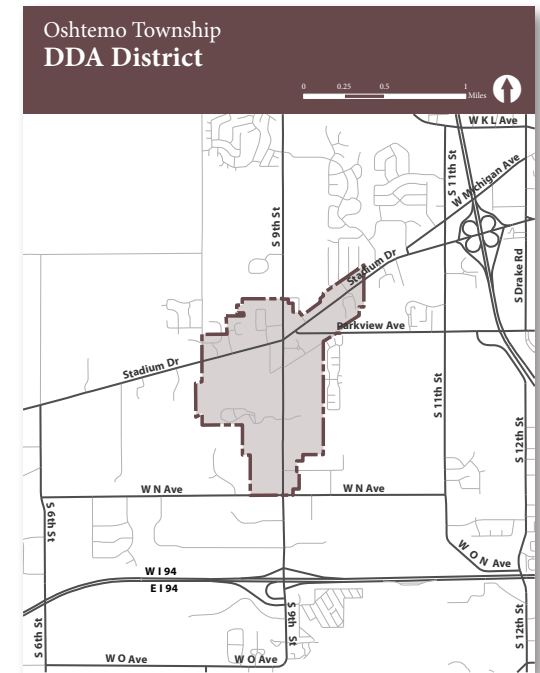 Oshtemo Township
DDA District
0 0.25 0.5 1
Miles
W K L Ave
S 11th St
W Michigan Ave
S 9th St
S Drake Rd
Stadium Dr
Parkview Ave
Stadium Dr
S 11th St
S 12th St
W N Ave
W N Ave
S 6th St
W O N Ave
W I 94
E I 94
S 9th St
S 6th St
S 12th St
W O Ave
W O Ave